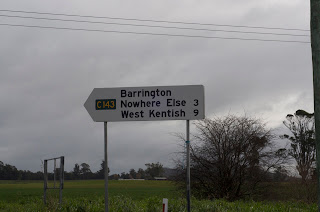 Barrington
C143 Nowhere Else 3
West Kentish 9